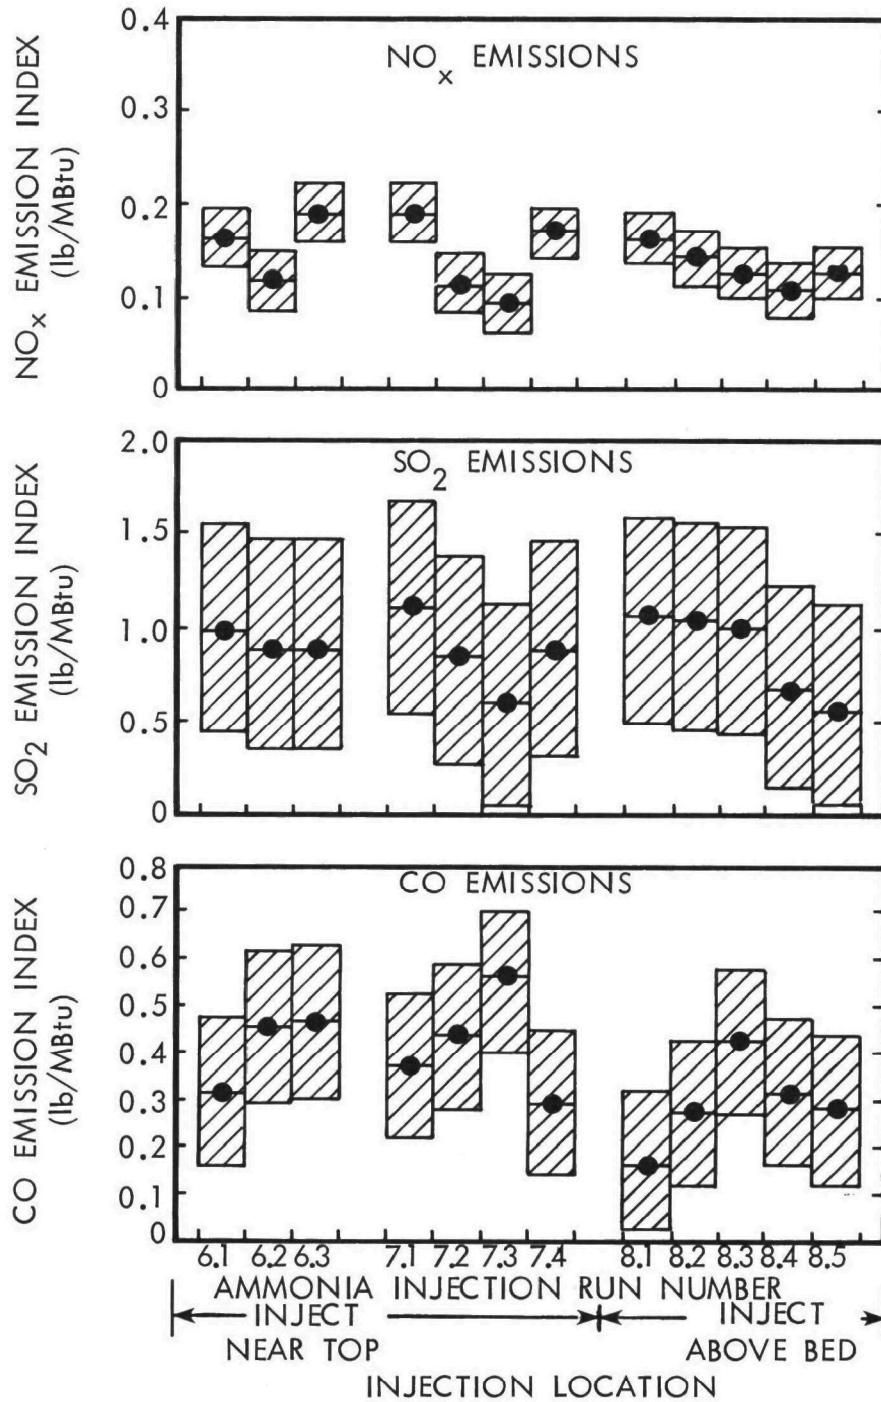 NOx EMISSIONS
NOx EMISSION INDEX
(lb/MBtu)
0.4
0.3
0.2
0.1
0
SO2 EMISSIONS
SO2 EMISSION INDEX
(lb/MBtu)
2.0
1.5
1.0
0.5
0
CO EMISSIONS
CO EMISSION INDEX
(lb/MBtu)
0.8
0.7
0.6
0.5
0.4
0.3
0.2
0.1
0
6.1 6.2 6.3 7.1 7.2 7.3 7.4 8.1 8.2 8.3 8.4 8.5
AMMONIA INJECTION RUN NUMBER
INJECT INJECT
NEAR TOP ABOVE BED
INJECTION LOCATION